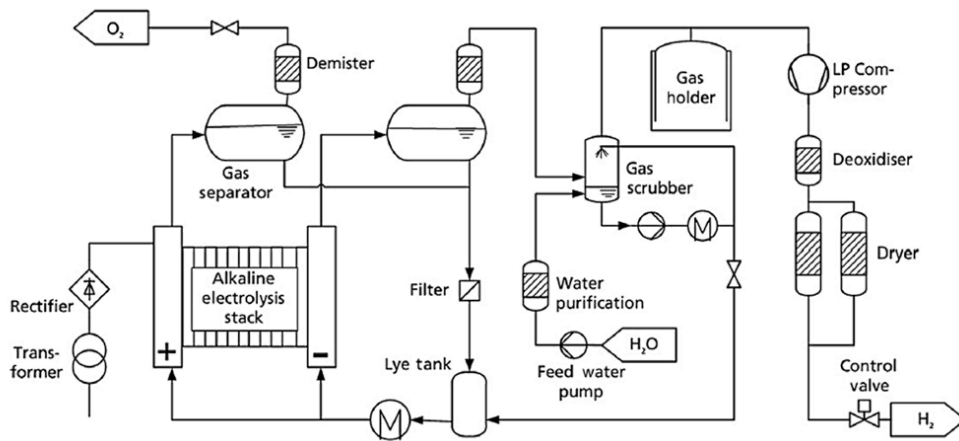 O₂
Demister
Gas
separator
Gas
holder
LP Com-
pressor
Deoxidiser
Gas
scrubber
M
Dryer
Water
purification
Filter
Rectifier
Alkaline
electrolysis
stack
+
-
Trans-
former
Lye tank
H₂O
Feed water
pump
Control
valve
M
H₂